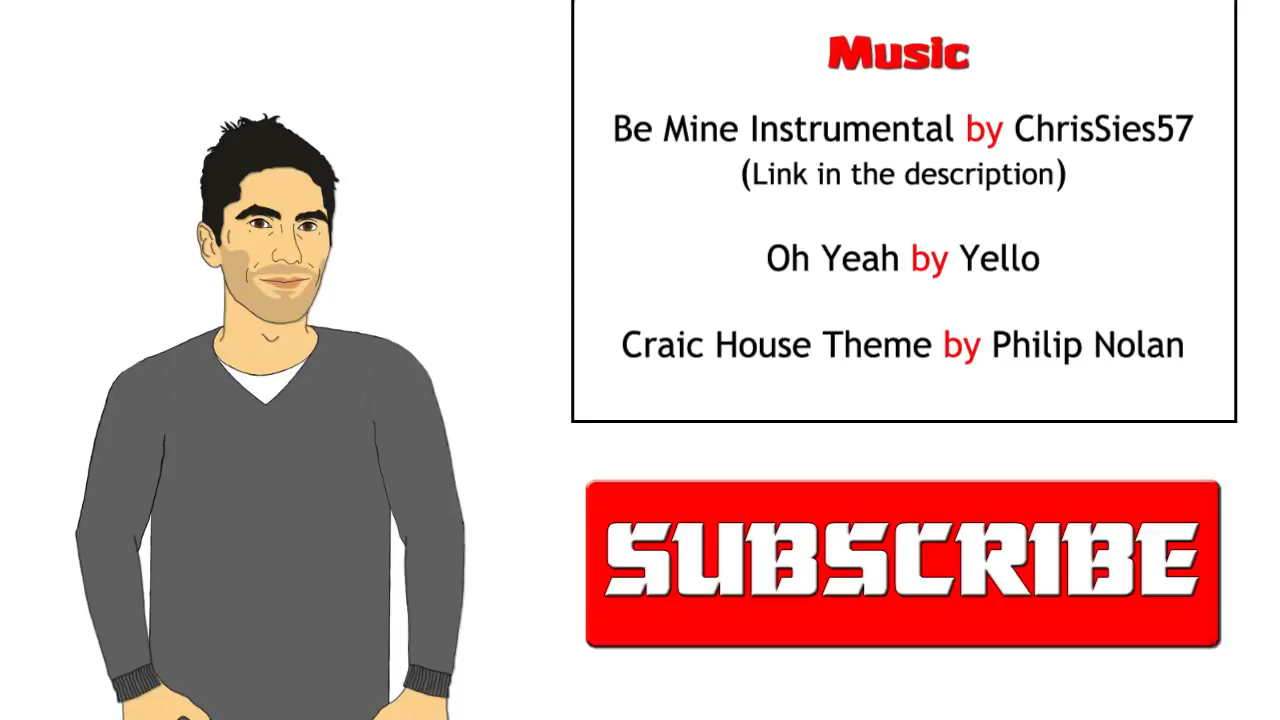 Music
Be Mine Instrumental by ChrisSies57
(Link in the description)
Oh Yeah by Yello
Craic House Theme by Philip Nolan
SUBSCRIBE